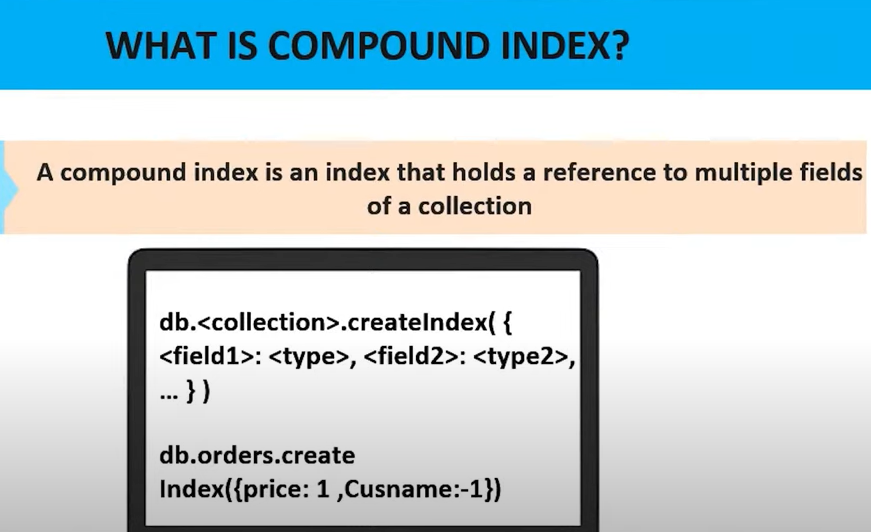 WHAT IS COMPOUND INDEX?
A compound index is an index that holds a reference to multiple fields
of a collection
db.<collection>.createIndex( {
<field1>: <type>, <field2>: <type2>,
... } )
db.orders.create
Index({price: 1 ,Cusname:-1})